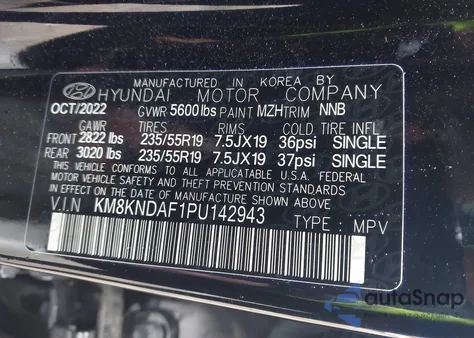 MANUFACTURED IN KOREA BY
HYUNDAI MOTOR COMPANY
OCT/2022 GVWR 5600 lbs PAINT MZH TRIM NNB
GAWR TIRES RIMS COLD TIRE INFL
FRONT 2822 lbs 235/55R19 7.5JX19 36psi SINGLE
REAR 3020 lbs 235/55R19 7.5JX19 37psi SINGLE
THIS VEHICLE CONFORMS TO ALL APPLICABLE U.S.A. FEDERAL
MOTOR VEHICLE SAFETY AND THEFT PREVENTION STANDARDS
IN EFFECT ON THE DATE OF MANUFACTURE SHOWN ABOVE.
V.I.N KM8KNDAF1PU142943
TYPE : MPV
autoSnap